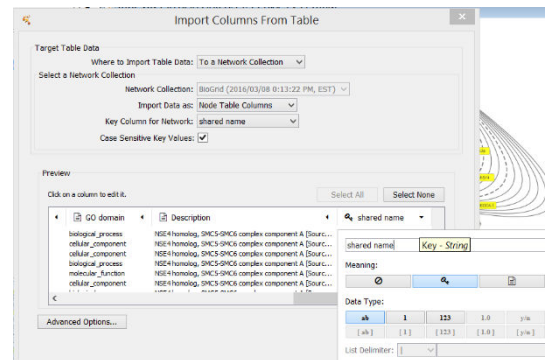 Import Columns From Table
Target Table Data
Where to Import Table Data: To a Network Collection
Select a Network Collection
Network Collection: BioGrid (2016/03/08 0:13:22 PM, EST)
Import Data as: Node Table Columns
Key Column for Network: shared name
Case Sensitive Key Values:
Preview
Click on a column to edit it.
Select All Select None
GO domain Description shared name
biological_process NSE4 homolog, SMC5-SMC6 complex component A [Sourc...
cellular_component NSE4 homolog, SMC5-SMC6 complex component A [Sourc...
cellular_component NSE4 homolog, SMC5-SMC6 complex component A [Sourc...
biological_process NSE4 homolog, SMC5-SMC6 complex component A [Sourc...
molecular_function NSE4 homolog, SMC5-SMC6 complex component A [Sourc...
cellular_component NSE4 homolog, SMC5-SMC6 complex component A [Sourc...
shared name Key - String
Meaning:
Data Type:
ab 1 123 1.0 y/n
[ ab ] [ 1 ] [ 123 ] [ 1.0 ] [ y/n ]
List Delimiter: |
Advanced Options...